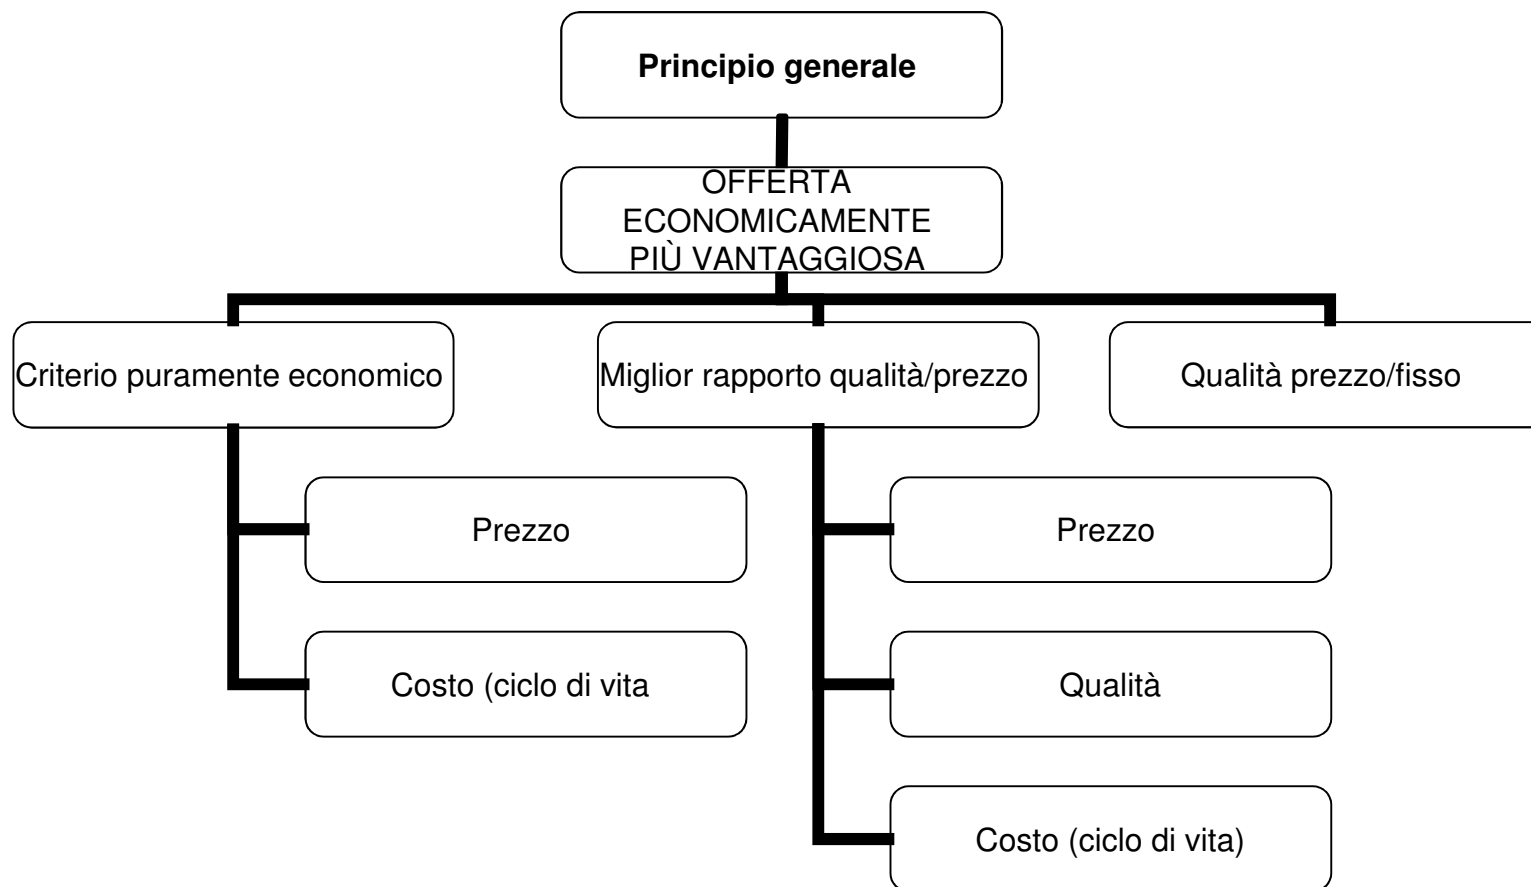 Principio generale
OFFERTA
ECONOMICAMENTE
PIÙ VANTAGGIOSA
Criterio puramente economico
Miglior rapporto qualità/prezzo
Qualità prezzo/fisso
Prezzo
Prezzo
Costo (ciclo di vita
Qualità
Costo (ciclo di vita)